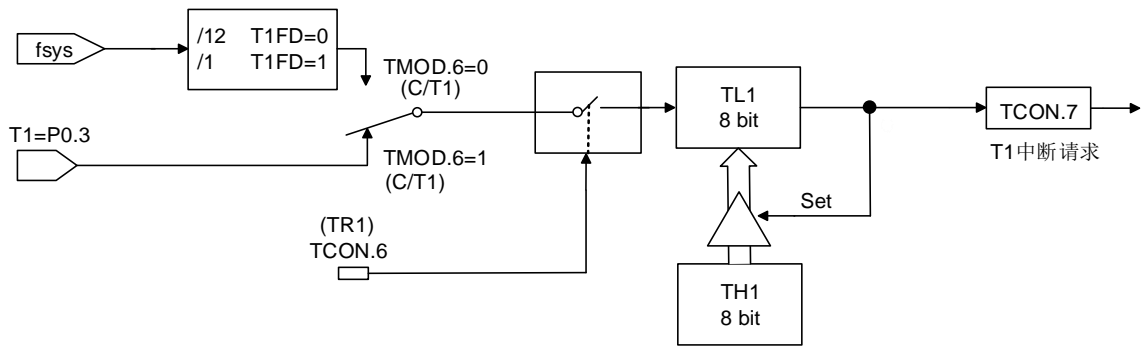 fsys
/12 T1FD=0
/1 T1FD=1
TMOD.6=0
(C/T1)
T1=P0.3
TMOD.6=1
(C/T1)
(TR1)
TCON.6
TL1
8 bit
Set
TH1
8 bit
TCON.7
T1中断请求